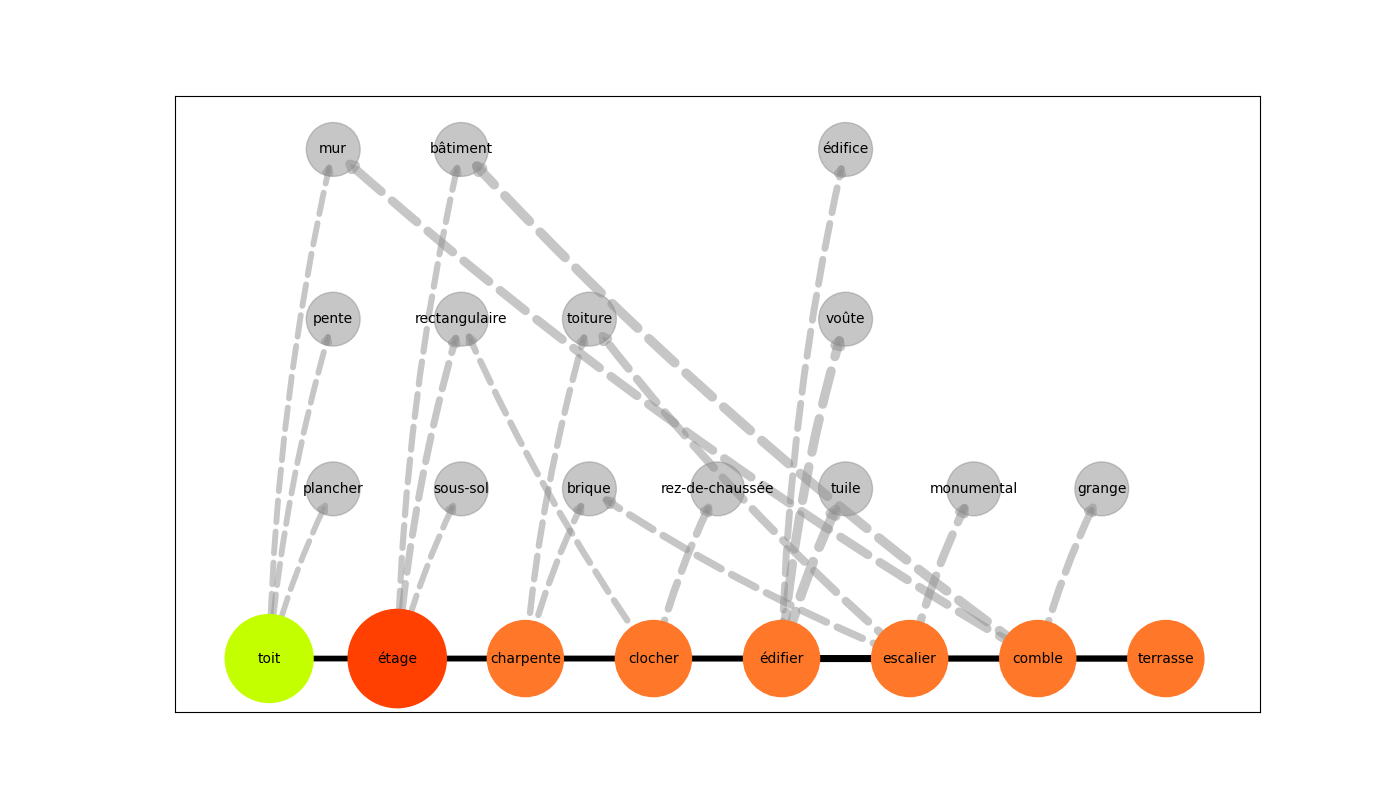 mur
bâtiment
édifice
pente
rectangulaire
toiture
voûte
plancher
sous-sol
brique
rez-de-chaussée
tuile
monumental
grange
toit
étage
charpente
clocher
édifier
escalier
comble
terrasse